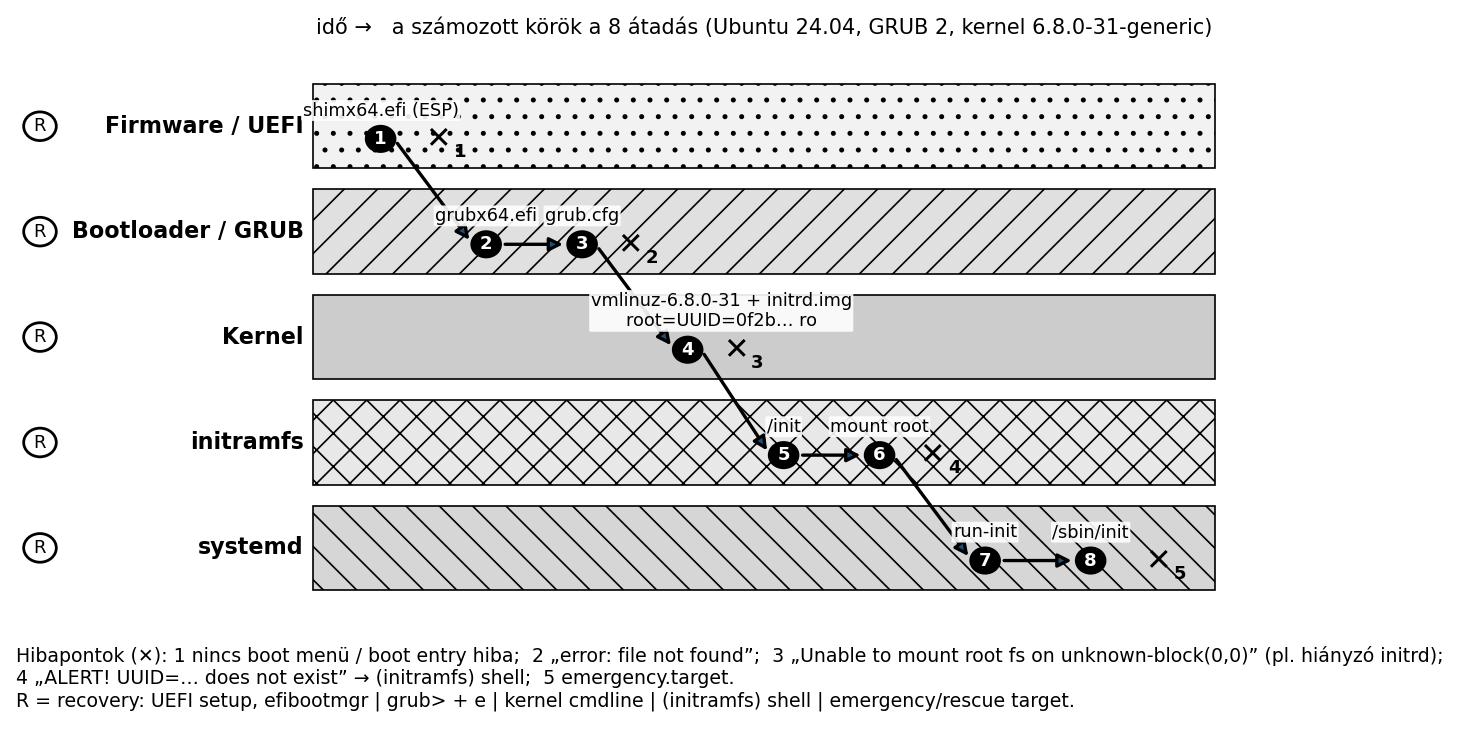 idő → a számozott körök a 8 átadás (Ubuntu 24.04, GRUB 2, kernel 6.8.0-31-generic)
R
Firmware / UEFI
shimx64.efi (ESP)
1
× 1
R
Bootloader / GRUB
grubx64.efi
grub.cfg
2
3
× 2
R
Kernel
vmlinuz-6.8.0-31 + initrd.img
root=UUID=0f2b… ro
4
× 3
R
initramfs
/init
mount root
5
6
× 4
R
systemd
run-init
/sbin/init
7
8
× 5
Hibapontok (×): 1 nincs boot menü / boot entry hiba; 2 „error: file not found”; 3 „Unable to mount root fs on unknown-block(0,0)” (pl. hiányzó initrd);
4 „ALERT! UUID=… does not exist” → (initramfs) shell; 5 emergency.target.
R = recovery: UEFI setup, efibootmgr | grub> + e | kernel cmdline | (initramfs) shell | emergency/rescue target.